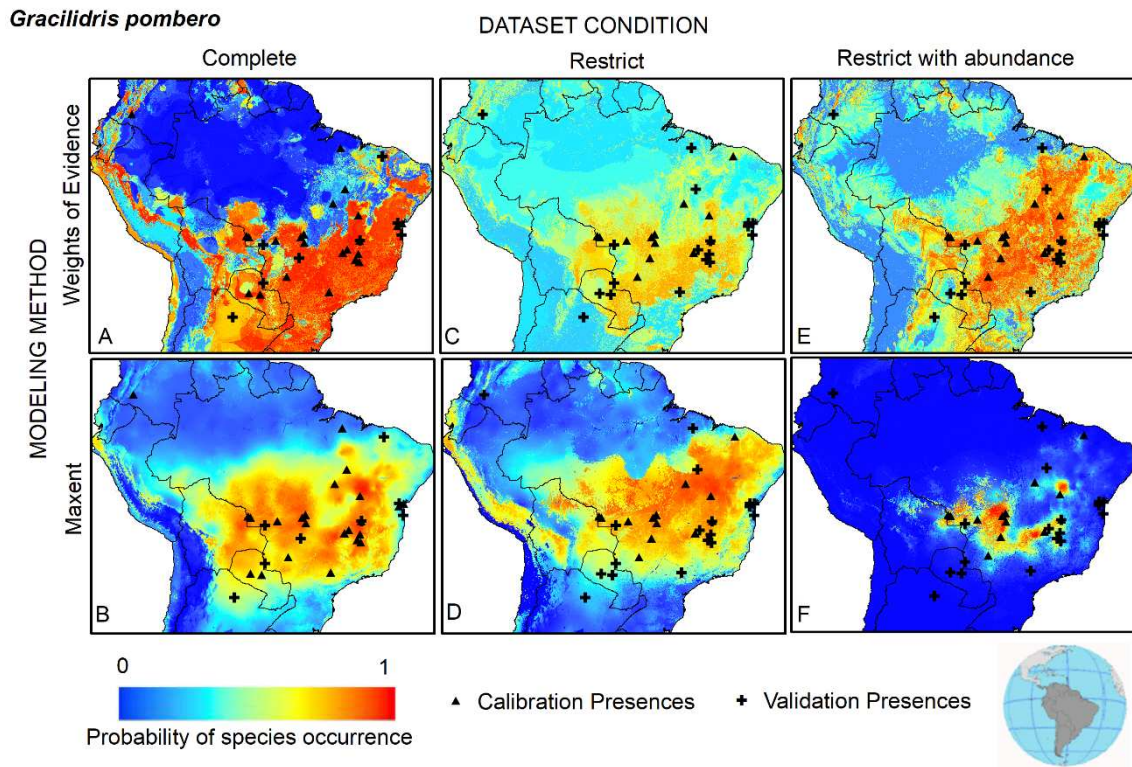 Gracilidris pombero
DATASET CONDITION
Complete
Restrict
Restrict with abundance
MODELING METHOD
Weights of Evidence
Maxent
A
C
E
B
D
F
0
1
Probability of species occurrence
Calibration Presences
Validation Presences